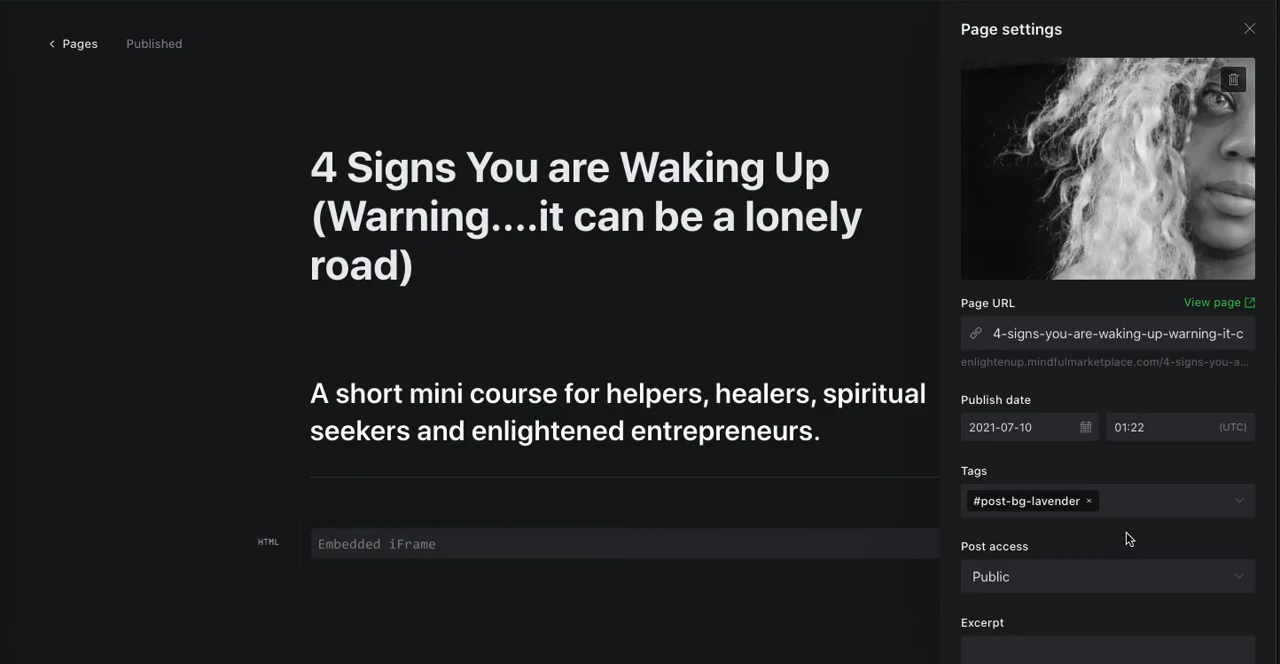 Pages
Published
4 Signs You are Waking Up
(Warning....it can be a lonely
road)
A short mini course for helpers, healers, spiritual
seekers and enlightened entrepreneurs.
HTML
Embedded iFrame
Page settings
Page URL
View page
4-signs-you-are-waking-up-warning-it-c
enlightenup.mindfulmarketplace.com/4-signs-you-a...
Publish date
2021-07-10
01:22
(UTC)
Tags
#post-bg-lavender ×
Post access
Public
Excerpt